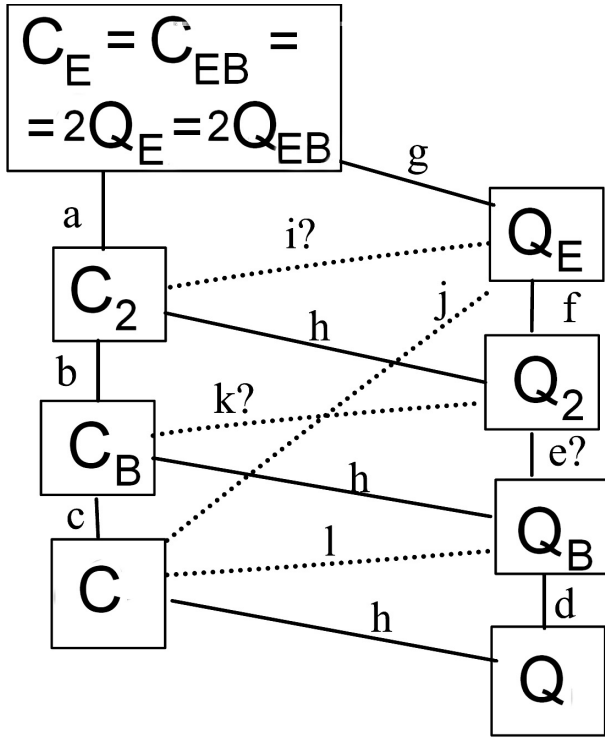 C_E = C_EB =
= 2Q_E = 2Q_EB
g
a
Q_E
i?
C_2
j
f
h
Q_2
b
k?
C_B
e?
h
c
Q_B
l
C
d
h
Q